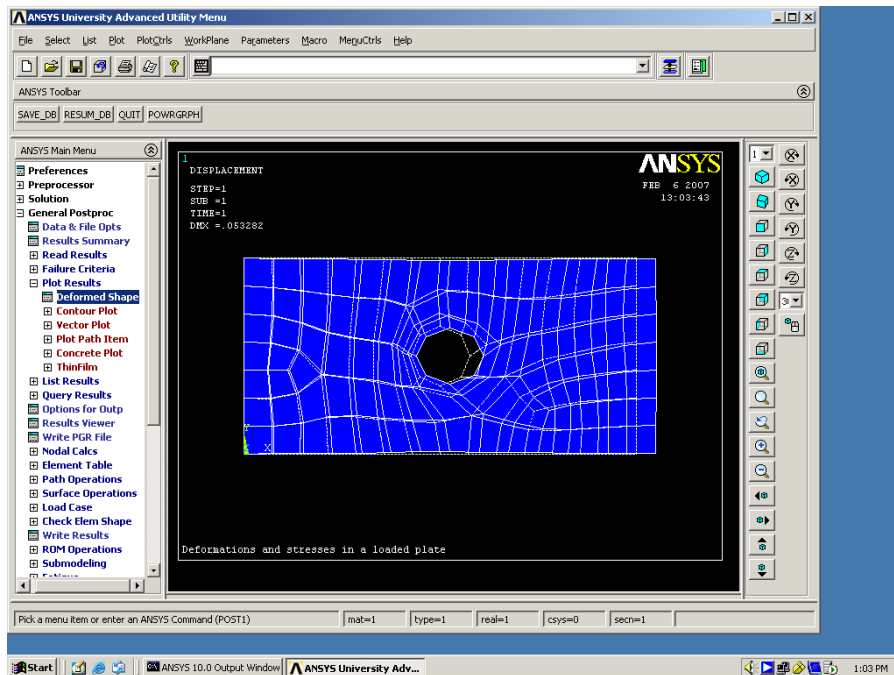 ANSYS University Advanced Utility Menu
File Select List Plot PlotCtrls WorkPlane Parameters Macro MenuCtrls Help
ANSYS Toolbar
SAVE_DB RESUM_DB QUIT POWRGRPH
ANSYS Main Menu
Preferences
Preprocessor
Solution
General Postproc
Data & File Opts
Results Summary
Read Results
Failure Criteria
Plot Results
Deformed Shape
Contour Plot
Vector Plot
Plot Path Item
Concrete Plot
ThinFilm
List Results
Query Results
Options for Outp
Results Viewer
Write PGR File
Nodal Calcs
Element Table
Path Operations
Surface Operations
Load Case
Check Elem Shape
Write Results
ROM Operations
Submodeling
1
DISPLACEMENT
STEP=1
SUB =1
TIME=1
DMX =.053282
ANSYS
FEB 6 2007
13:03:43
Y
X
Deformations and stresses in a loaded plate
1
X
X
Y
Y
Z
Z
Pick a menu item or enter an ANSYS Command (POST1)
mat=1
type=1
real=1
csys=0
secn=1
Start
ANSYS 10.0 Output Window
ANSYS University Adv...
1:03 PM